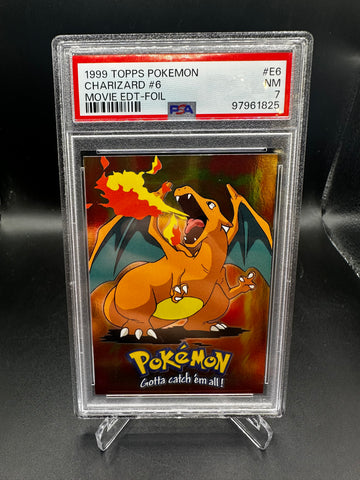 1999 TOPPS POKEMON #E6
CHARIZARD #6 NM
MOVIE EDT-FOIL 7
PSA 97961825
POKéMON
Gotta catch 'em all!